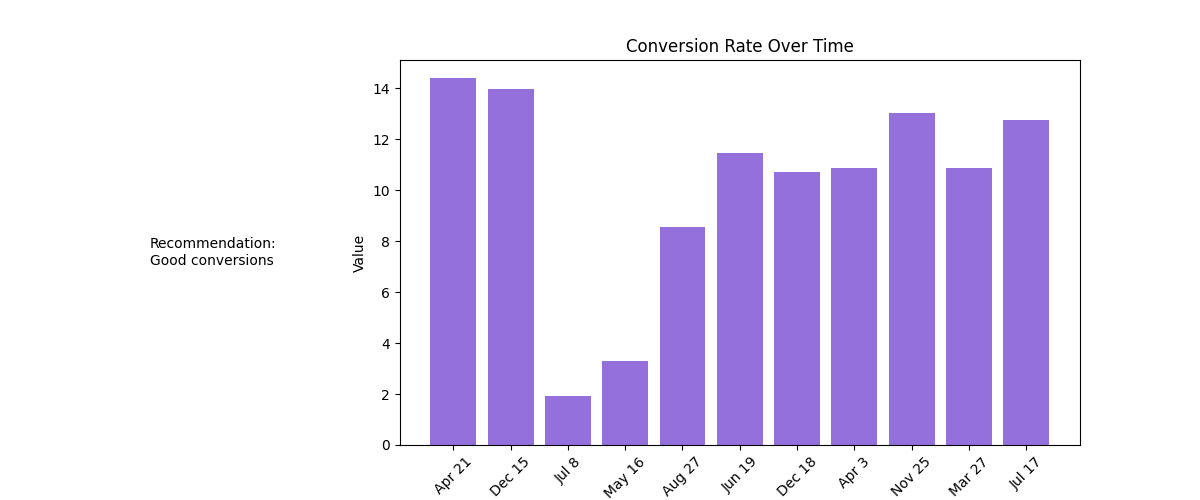 Conversion Rate Over Time
Recommendation:
Good conversions
Value
14
12
10
8
6
4
2
0
Apr 21
Dec 15
Jul 8
May 16
Aug 27
Jun 19
Dec 18
Apr 3
Nov 25
Mar 27
Jul 17